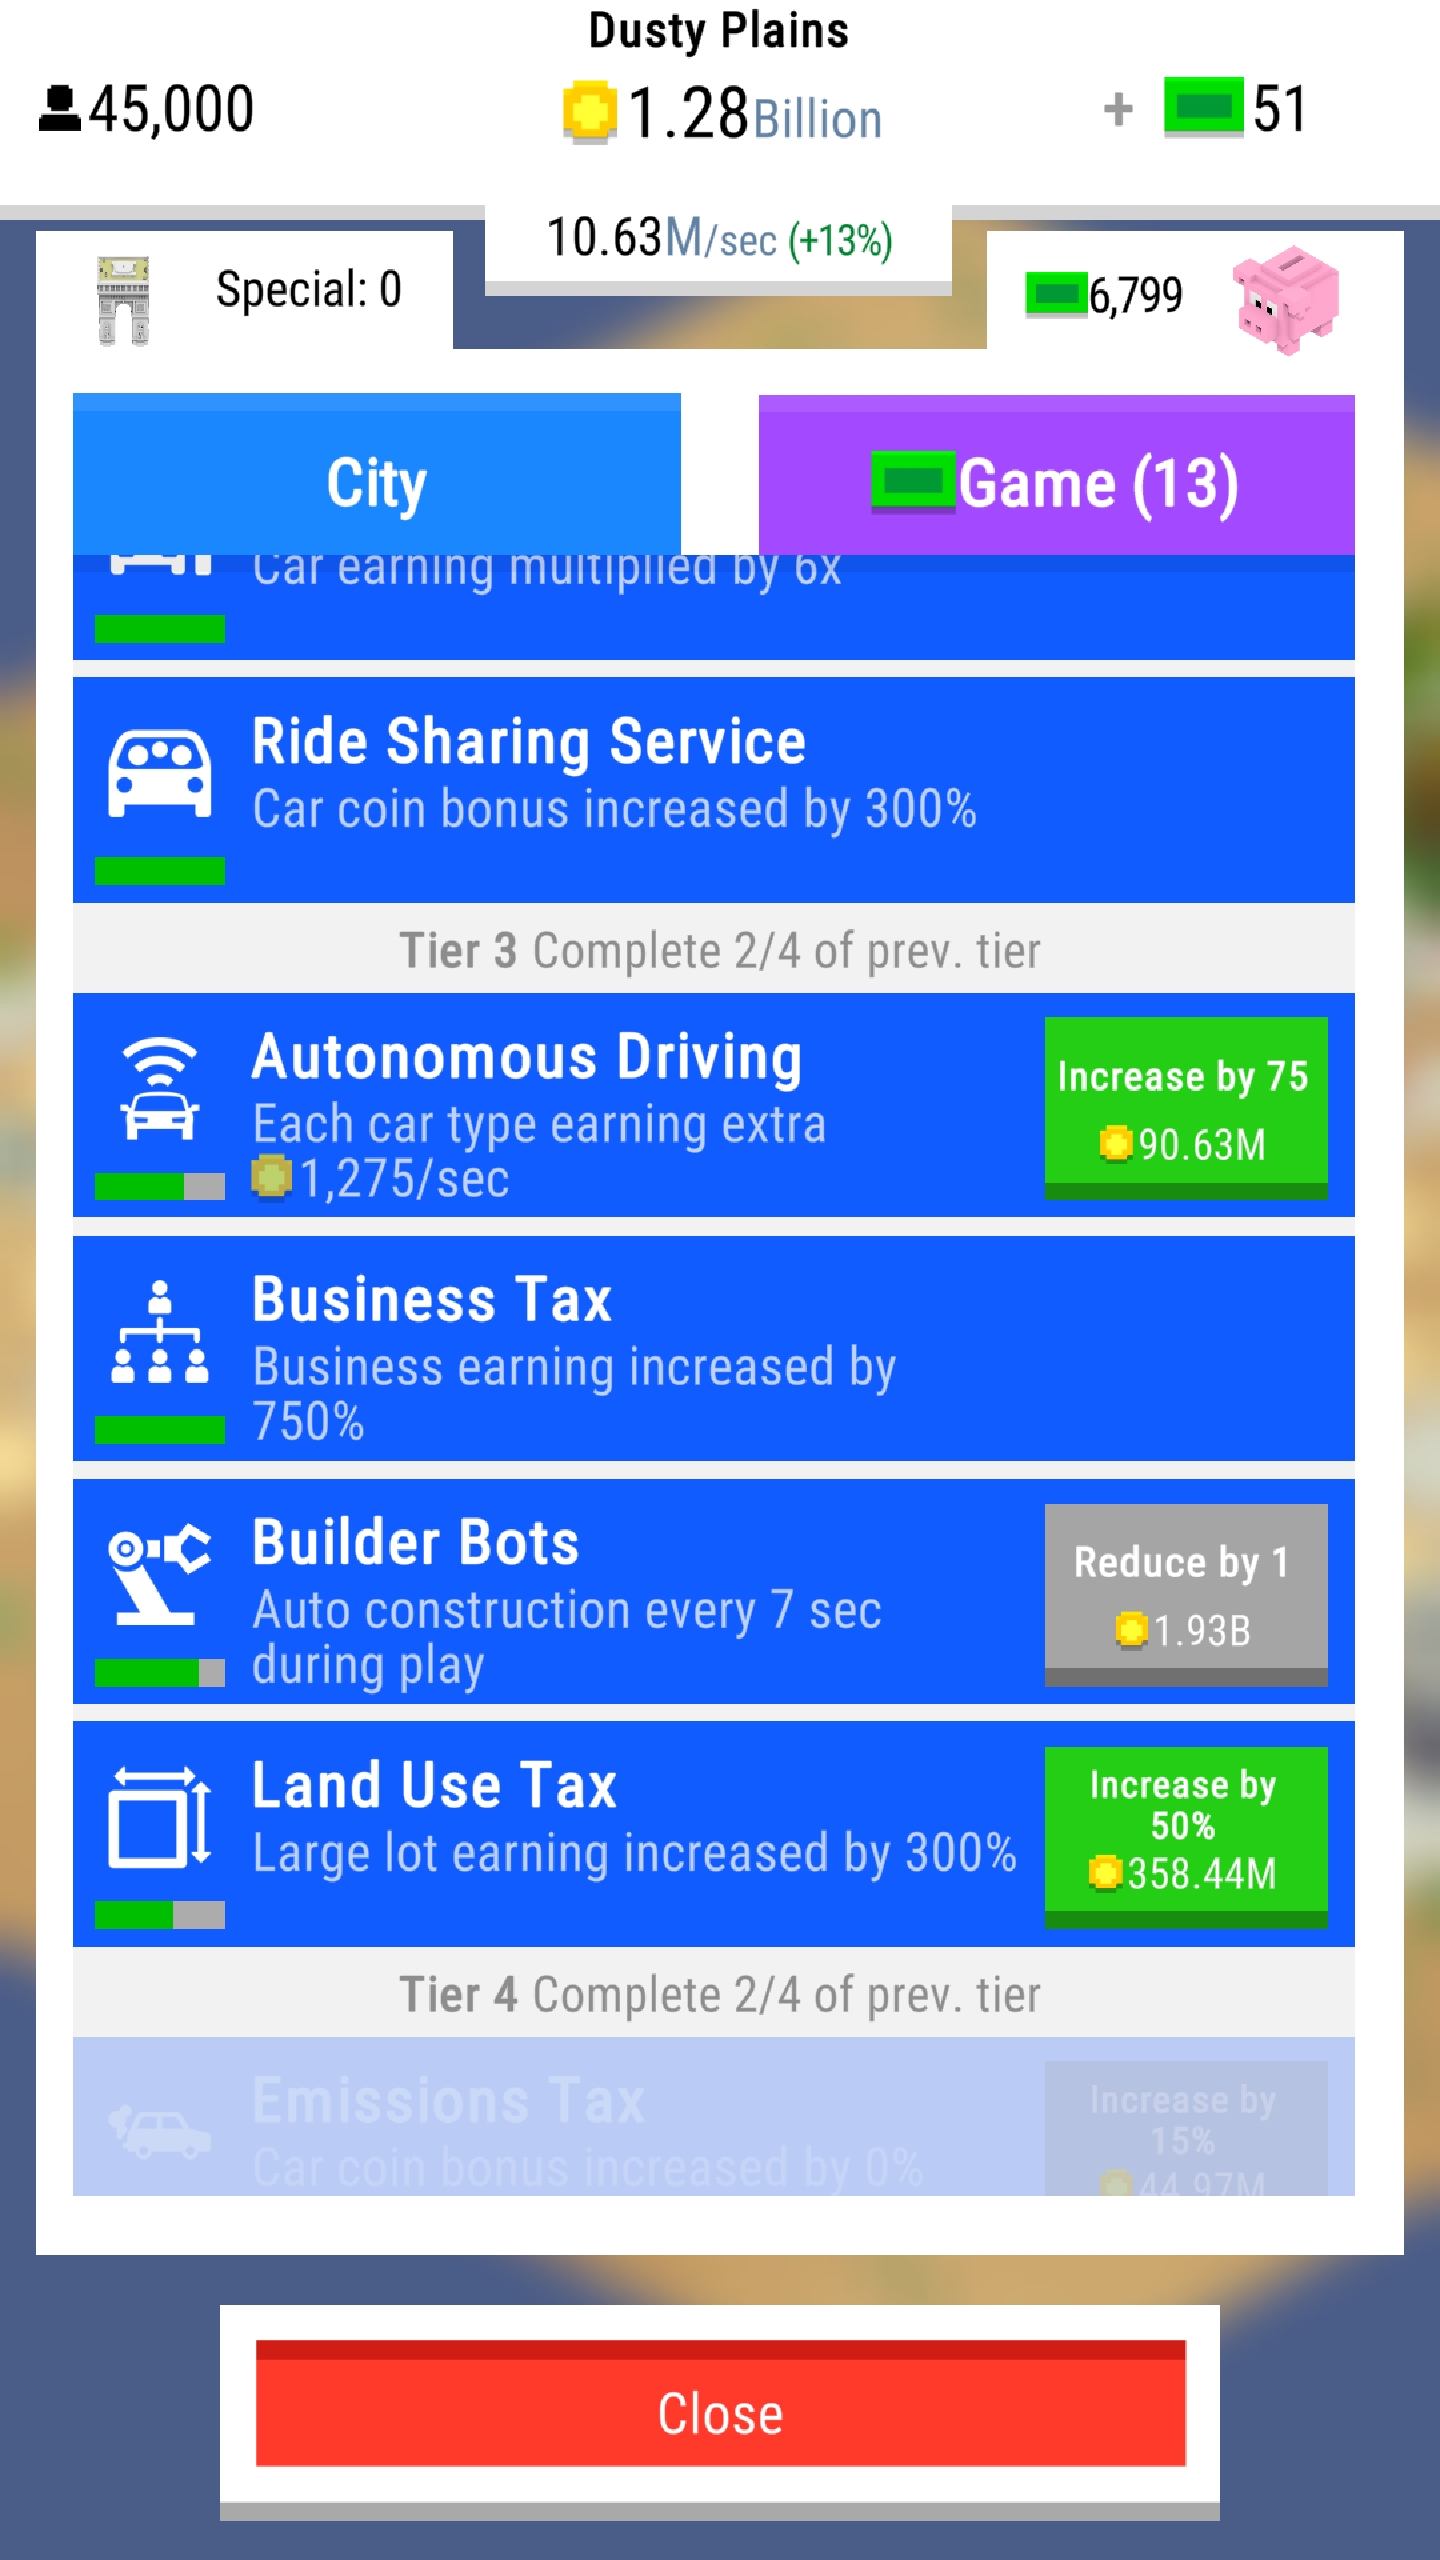 Dusty Plains
45,000
1.28Billion
+ 51
10.63M/sec (+13%)
Special: 0
6,799
City
Game (13)
Car earning multiplied by 6x
Ride Sharing Service
Car coin bonus increased by 300%
Tier 3 Complete 2/4 of prev. tier
Autonomous Driving
Each car type earning extra
1,275/sec
Increase by 75
90.63M
Business Tax
Business earning increased by
750%
Builder Bots
Auto construction every 7 sec
during play
Reduce by 1
1.93B
Land Use Tax
Large lot earning increased by 300%
Increase by
50%
358.44M
Tier 4 Complete 2/4 of prev. tier
Emissions Tax
Car coin bonus increased by 0%
Increase by
15%
44.97M
Close